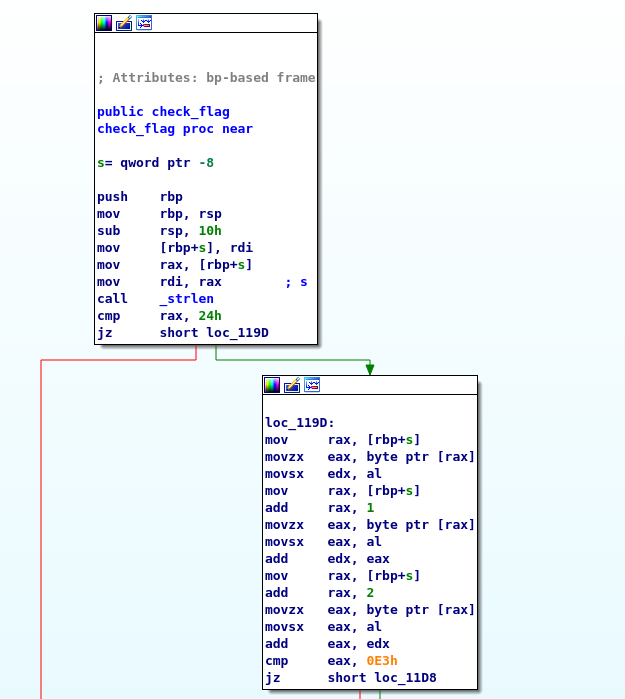 ; Attributes: bp-based frame
public check_flag
check_flag proc near
s= qword ptr -8
push    rbp
mov     rbp, rsp
sub     rsp, 10h
mov     [rbp+s], rdi
mov     rax, [rbp+s]
mov     rdi, rax        ; s
call    _strlen
cmp     rax, 24h
jz      short loc_119D
loc_119D:
mov     rax, [rbp+s]
movzx   eax, byte ptr [rax]
movsx   edx, al
mov     rax, [rbp+s]
add     rax, 1
movzx   eax, byte ptr [rax]
movsx   eax, al
add     edx, eax
mov     rax, [rbp+s]
add     rax, 2
movzx   eax, byte ptr [rax]
movsx   eax, al
add     eax, edx
cmp     eax, 0E3h
jz      short loc_11D8